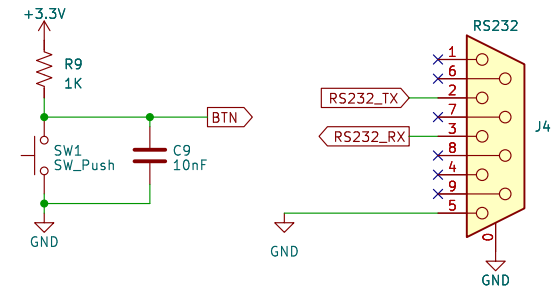 +3.3V
R9
1K
BTN
SW1
SW_Push
C9
10nF
GND
RS232
1
6
RS232_TX
2
7
RS232_RX
3
8
4
9
5
J4
GND
0
GND